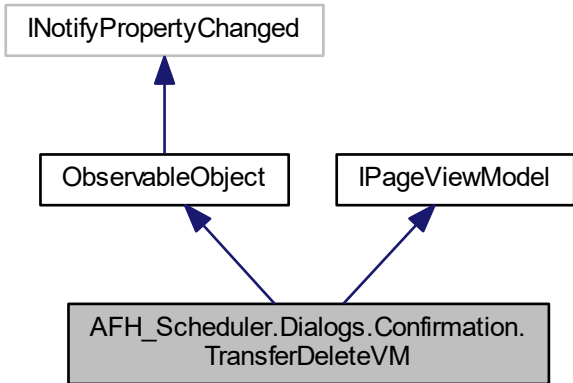 INotifyPropertyChanged
ObservableObject
IPageViewModel
AFH_Scheduler.Dialogs.Confirmation.
TransferDeleteVM